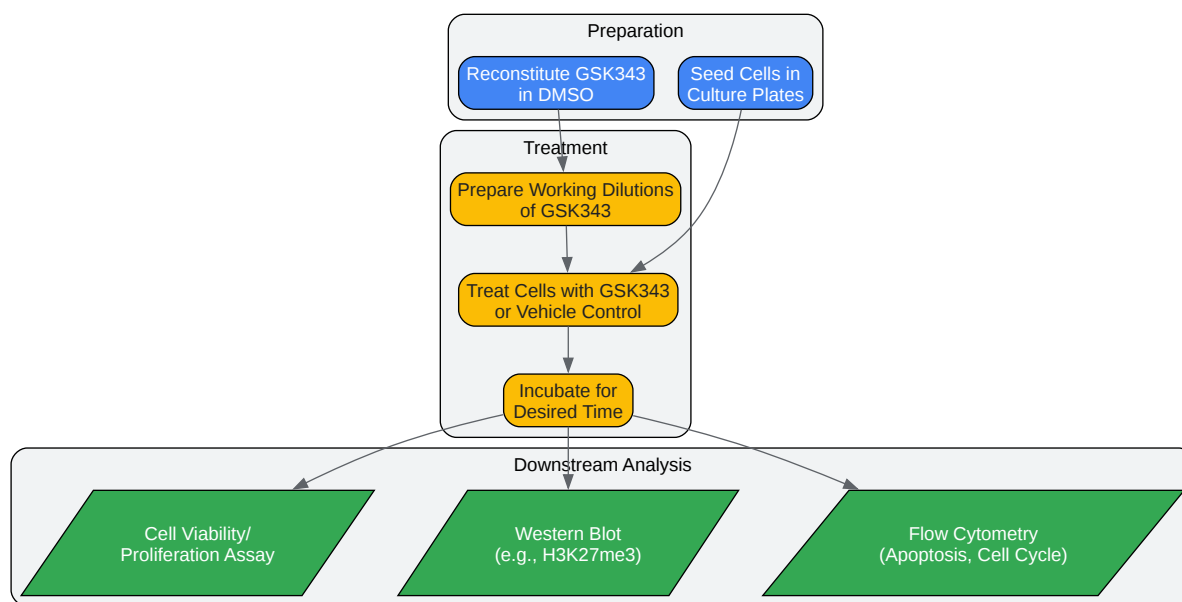 Preparation
Reconstitute GSK343
in DMSO
Seed Cells in
Culture Plates
Treatment
Prepare Working Dilutions
of GSK343
Treat Cells with GSK343
or Vehicle Control
Incubate for
Desired Time
Downstream Analysis
Cell Viability/
Proliferation Assay
Western Blot
(e.g., H3K27me3)
Flow Cytometry
(Apoptosis, Cell Cycle)